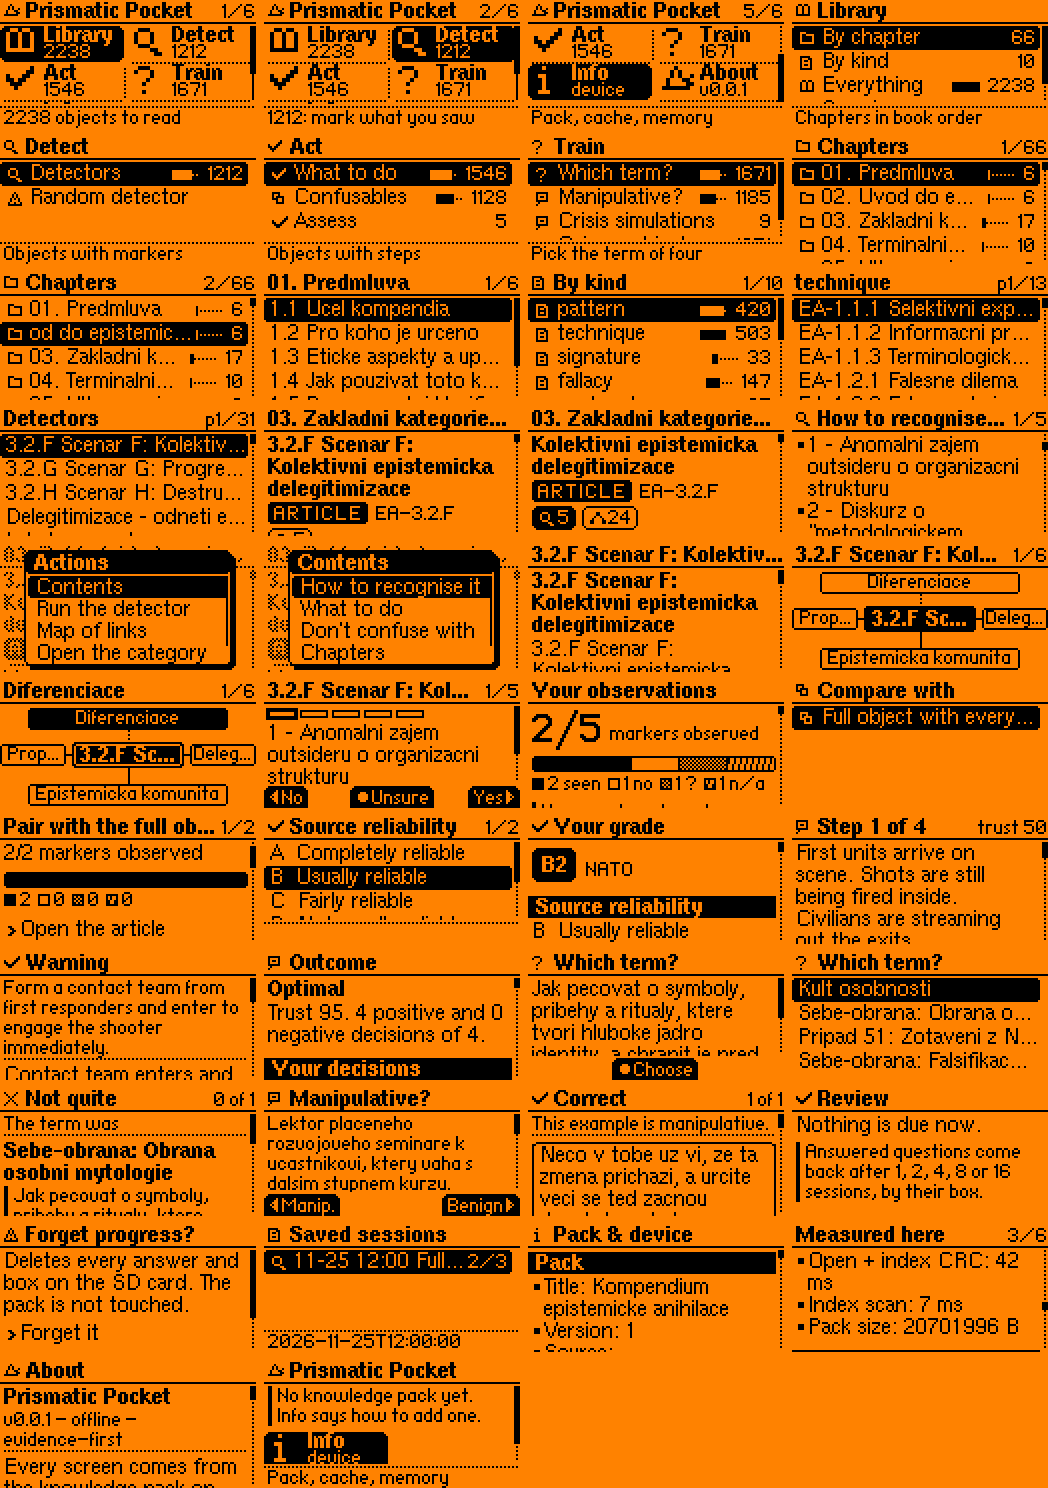 Prismatic Pocket 1/6
Library
2238
Detect
1212
Act
1546
Train
1671
2238 objects to read
Prismatic Pocket 2/6
Library
2238
Detect
1212
Act
1546
Train
1671
1212: mark what you saw
Prismatic Pocket 5/6
Act
1546
Train
1671
Info
device
About
v0.0.1
Pack, cache, memory
Library
By chapter 66
By kind 10
Everything 2238
Chapters in book order
Detect
Detectors 1212
Random detector
Objects with markers
Act
What to do 1546
Confusables 1128
Assess 5
Objects with steps
Train
Which term? 1671
Manipulative? 1185
Crisis simulations 9
Pick the term of four
Chapters 1/66
01. Predmluva 6
02. Uvod do e... 6
03. Zakladni k... 17
04. Terminalni... 10
Chapters 2/66
01. Predmluva 6
od do epistemic... 6
03. Zakladni k... 17
04. Terminalni... 10
01. Predmluva 1/6
1.1 Ucel kompendia
1.2 Pro koho je urceno
1.3 Eticke aspekty a up...
1.4 Jak pouzivat toto k...
By kind 1/10
pattern 420
technique 503
signature 33
fallacy 147
technique p1/13
EA-1.1.1 Selektivni exp...
EA-1.1.2 Informacni pr...
EA-1.1.3 Terminologick...
EA-1.2.1 Falesne dilema
Detectors p1/31
3.2.F Scenar F: Kolektiv...
3.2.G Scenar G: Progre...
3.2.H Scenar H: Destru...
Delegitimizace - odneti e...
03. Zakladni kategorie...
3.2.F Scenar F:
Kolektivni epistemicka
delegitimizace
ARTICLE EA-3.2.F
03. Zakladni kategorie...
Kolektivni epistemicka
delegitimizace
ARTICLE EA-3.2.F
5 24
How to recognise... 1/5
1 - Anomalni zajem
outsideru o organizacni
strukturu
2 - Diskurz o
"metodologickem
Actions
Contents
Run the detector
Map of links
Open the category
Contents
How to recognise it
What to do
Don't confuse with
Chapters
3.2.F Scenar F: Kolektiv...
3.2.F Scenar F:
Kolektivni epistemicka
delegitimizace
3.2.F Scenar F:
Kolektivni epistemicka
3.2.F Scenar F: Kol... 1/6
Diferenciace
Prop... 3.2.F Sc... Deleg...
Epistemicka komunita
Diferenciace 1/6
Diferenciace
Prop... 3.2.F Sc... Deleg...
Epistemicka komunita
3.2.F Scenar F: Kol... 1/5
1 - Anomalni zajem
outsideru o organizacni
strukturu
No Unsure Yes
Your observations
2/5 markers observed
2 seen 1 no 1 ? 1 n/a
Compare with
Full object with every...
Pair with the full ob... 1/2
2/2 markers observed
2 0 0 0
Open the article
Source reliability 1/2
A Completely reliable
B Usually reliable
C Fairly reliable
Your grade
B2 NATO
Source reliability
B Usually reliable
Step 1 of 4 trust 50
First units arrive on
scene. Shots are still
being fired inside.
Civilians are streaming
out the exits
Warning
Form a contact team from
first responders and enter to
engage the shooter
immediately.
Contact team enters and
Outcome
Optimal
Trust 95. 4 positive and 0
negative decisions of 4.
Your decisions
Which term?
Jak pecovat o symboly,
pribehy a ritualy, ktere
tvori hluboke jadro
identity, a chranit je pred
Choose
Which term?
Kult osobnosti
Sebe-obrana: Obrana o...
Pripad 51: Zotaveni z N...
Sebe-obrana: Falsifikac...
Not quite 0 of 1
The term was
Sebe-obrana: Obrana
osobni mytologie
Jak pecovat o symboly,
pribehy a ritualy, ktere
Manipulative?
Lektor placeneho
rozvojoveho seminare k
ucastnikovi, ktery vaha s
dalsim stupnem kurzu.
Manip. Benign
Correct 1 of 1
This example is manipulative.
Neco v tobe uz vi, ze ta
zmena prichazi, a urcite
veci se ted zacnou
Review
Nothing is due now.
Answered questions come
back after 1, 2, 4, 8 or 16
sessions, by their box.
Forget progress?
Deletes every answer and
box on the SD card. The
pack is not touched.
Forget it
Saved sessions
11-25 12:00 Full... 2/3
2026-11-25T12:00:00
Pack & device
Pack
Title: Kompendium
epistemicke anihilace
Version: 1
Source:
Measured here 3/6
Open + index CRC: 42
ms
Index scan: 7 ms
Pack size: 20701996 B
About
Prismatic Pocket
v0.0.1 - offline -
evidence-first
Every screen comes from
the knowledge pack on
Prismatic Pocket
No knowledge pack yet.
Info says how to add one.
Info
device
Pack, cache, memory